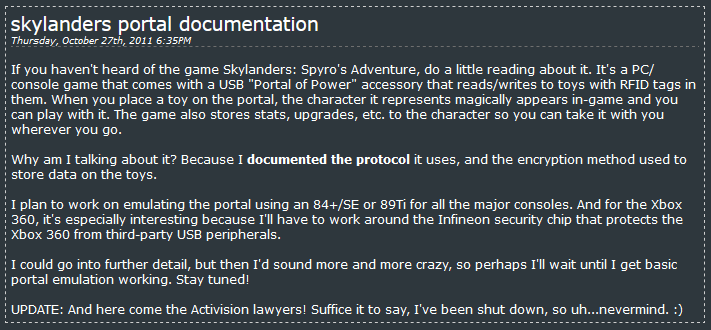 skylanders portal documentation
Thursday, October 27th, 2011 6:35PM
If you haven't heard of the game Skylanders: Spyro's Adventure, do a little reading about it. It's a PC/
console game that comes with a USB "Portal of Power" accessory that reads/writes to toys with RFID tags in
them. When you place a toy on the portal, the character it represents magically appears in-game and you
can play with it. The game also stores stats, upgrades, etc. to the character so you can take it with you
wherever you go.
Why am I talking about it? Because I documented the protocol it uses, and the encryption method used to
store data on the toys.
I plan to work on emulating the portal using an 84+/SE or 89Ti for all the major consoles. And for the Xbox
360, it's especially interesting because I'll have to work around the Infineon security chip that protects the
Xbox 360 from third-party USB peripherals.
I could go into further detail, but then I'd sound more and more crazy, so perhaps I'll wait until I get basic
portal emulation working. Stay tuned!
UPDATE: And here come the Activision lawyers! Suffice it to say, I've been shut down, so uh...nevermind. :)